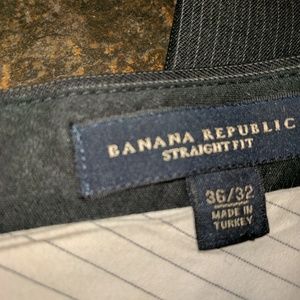 BANANA REPUBLIC
STRAIGHT FIT
36/32
MADE IN
TURKEY